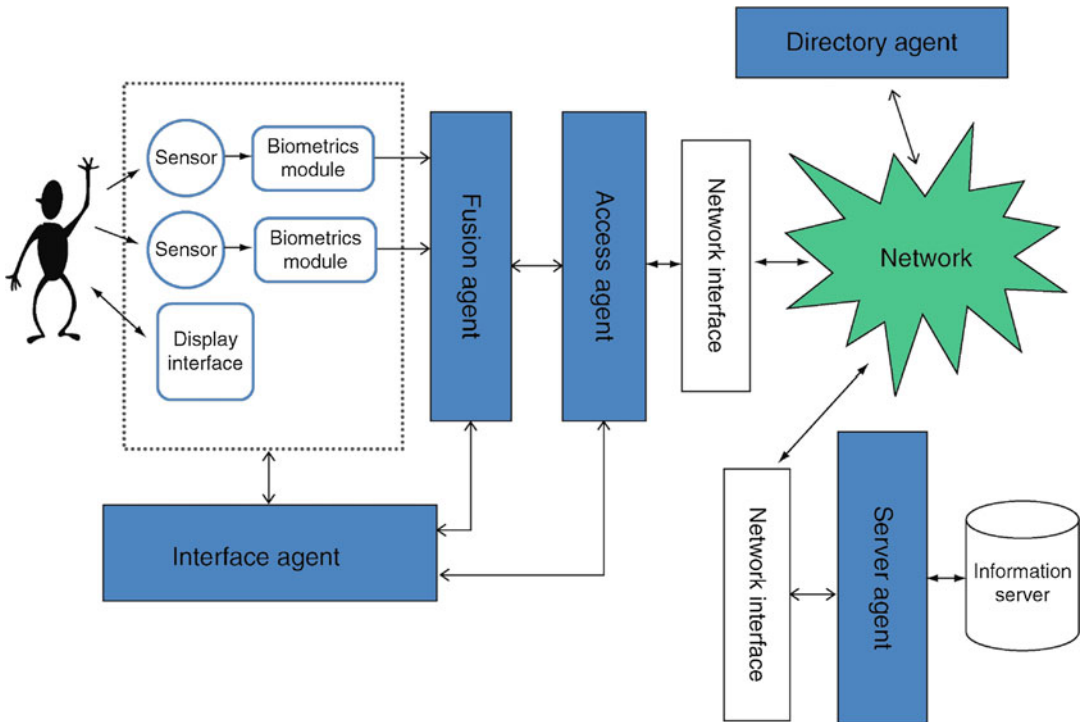 Directory agent
Sensor
Biometrics
module
Sensor
Biometrics
module
Display
interface
Fusion agent
Access agent
Network interface
Network
Interface agent
Network interface
Server agent
Information
server